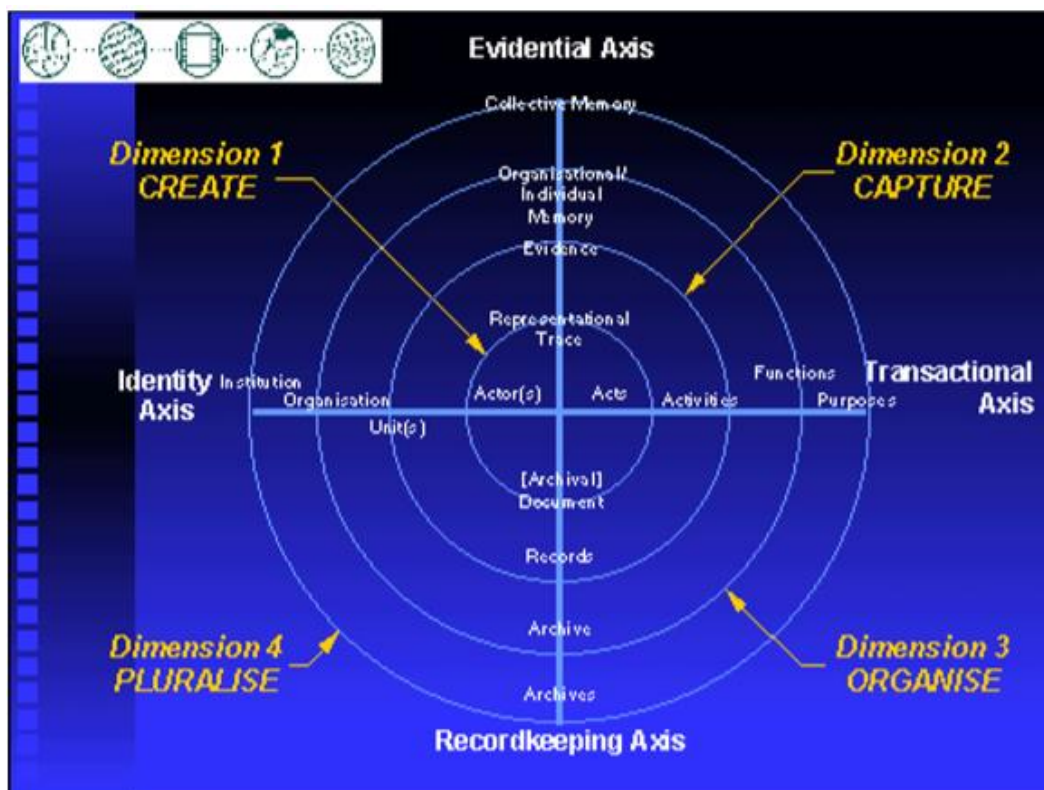 Evidential Axis
Collective Memory
Dimension 1
CREATE
Dimension 2
CAPTURE
Organisational/
Individual
Memory
Evidence
Representational
Trace
Identity
Axis
Institution
Organisation
Unit(s)
Actor(s)
Acts
Activities
Functions
Purposes
Transactional
Axis
[Archival]
Document
Records
Archive
Archives
Dimension 4
PLURALISE
Dimension 3
ORGANISE
Recordkeeping Axis